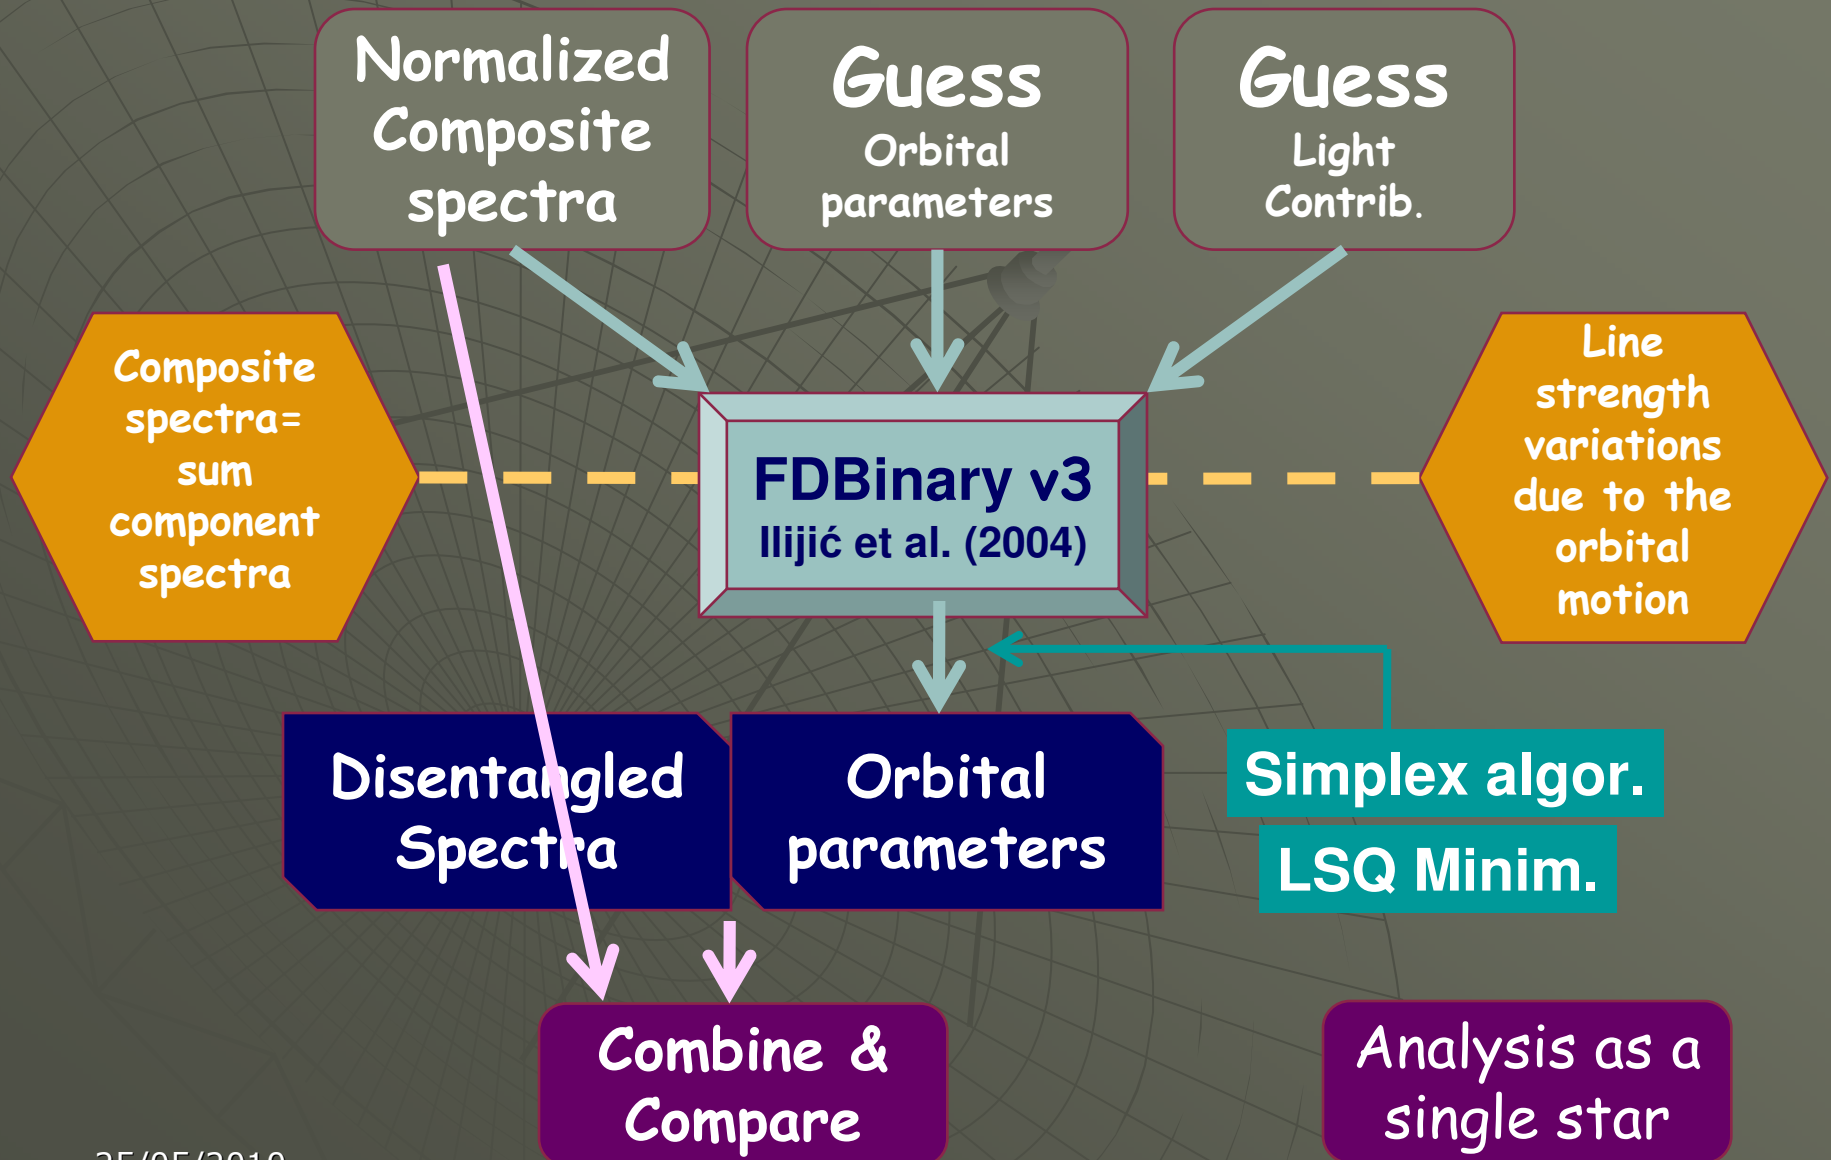 Normalized
Composite
spectra
Guess
Orbital
parameters
Guess
Light
Contrib.
Composite
spectra=
sum
component
spectra
FDBinary v3
Ilijić et al. (2004)
Line
strength
variations
due to the
orbital
motion
Disentangled
Spectra
Orbital
parameters
Simplex algor.
LSQ Minim.
Combine &
Compare
Analysis as a
single star